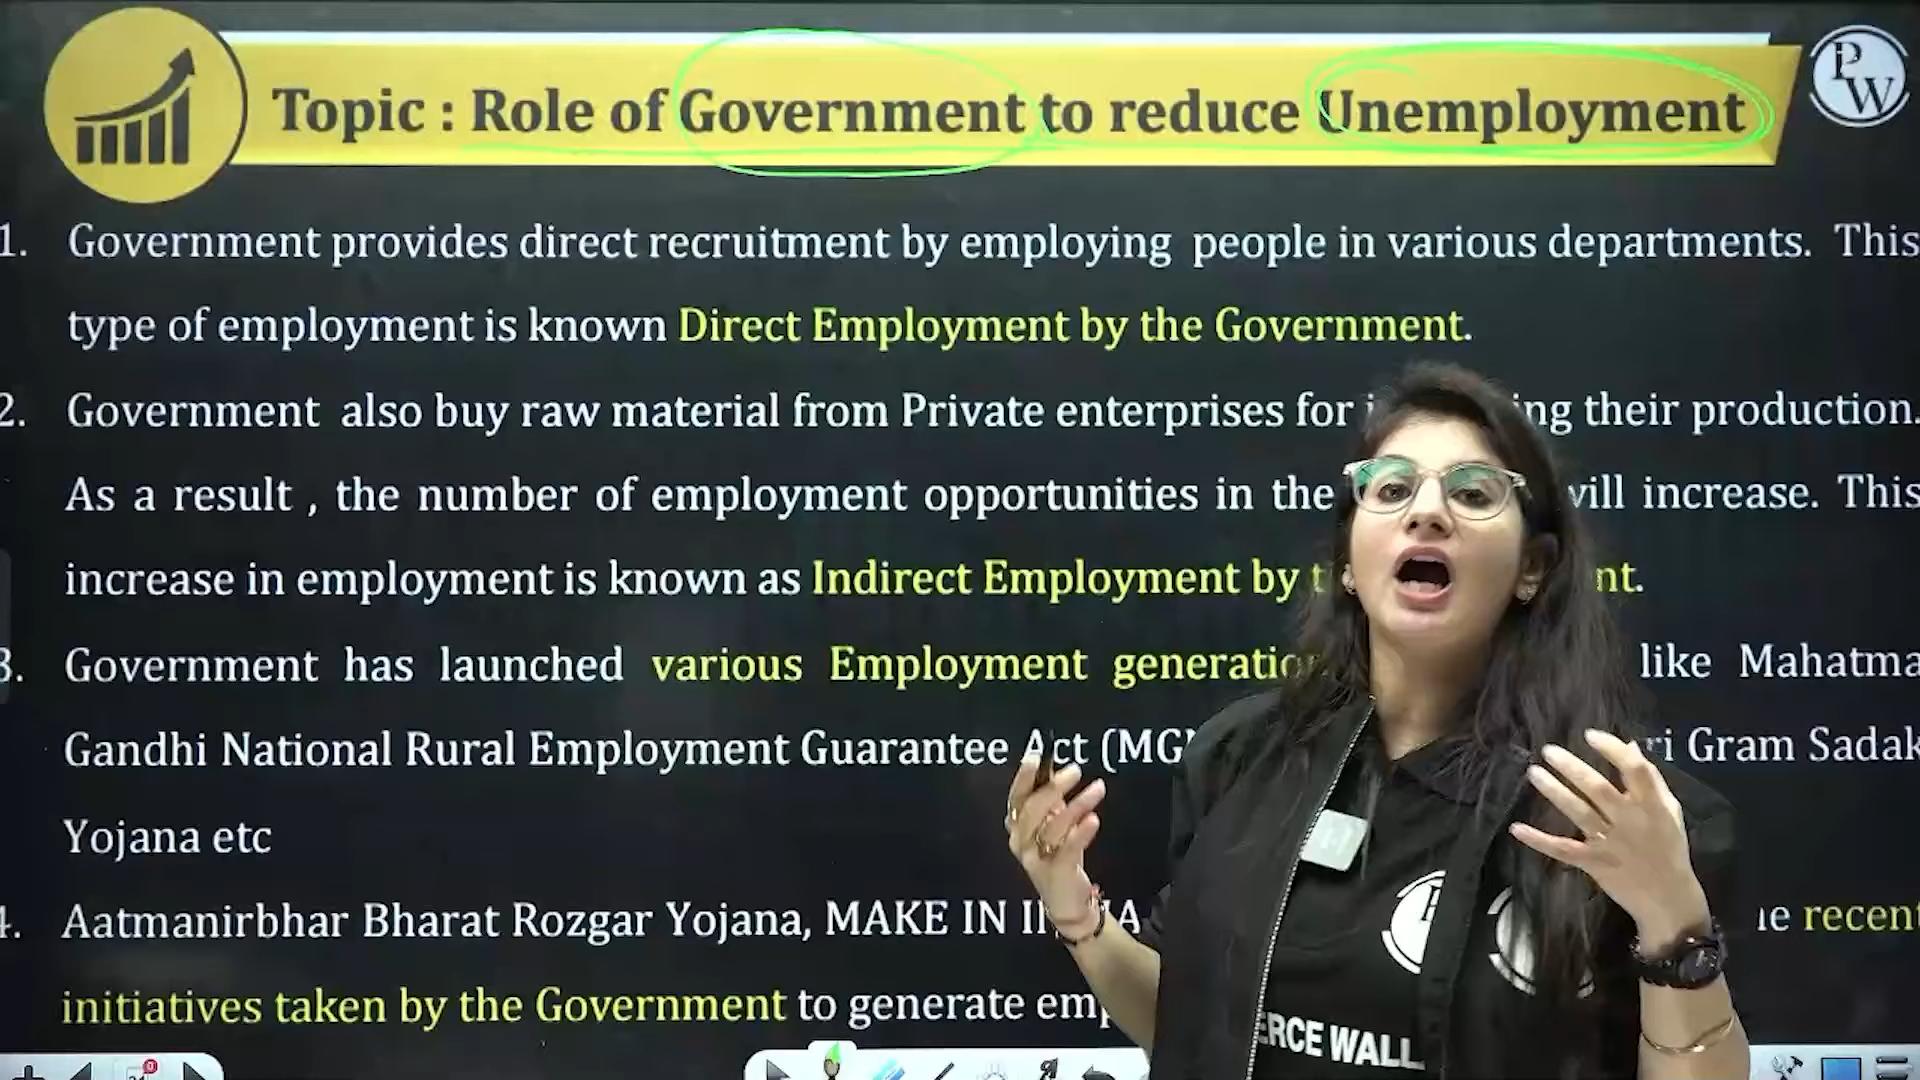 Topic : Role of Government to reduce Unemployment
PW
1. Government provides direct recruitment by employing people in various departments. This
type of employment is known Direct Employment by the Government.
2. Government also buy raw material from Private enterprises for ing their production.
As a result , the number of employment opportunities in the will increase. This
increase in employment is known as Indirect Employment by t nt.
3. Government has launched various Employment generation like Mahatma
Gandhi National Rural Employment Guarantee Act (MG ri Gram Sadak
Yojana etc
4. Aatmanirbhar Bharat Rozgar Yojana, MAKE IN INDIA recent
initiatives taken by the Government to generate emp
ERCE WALL